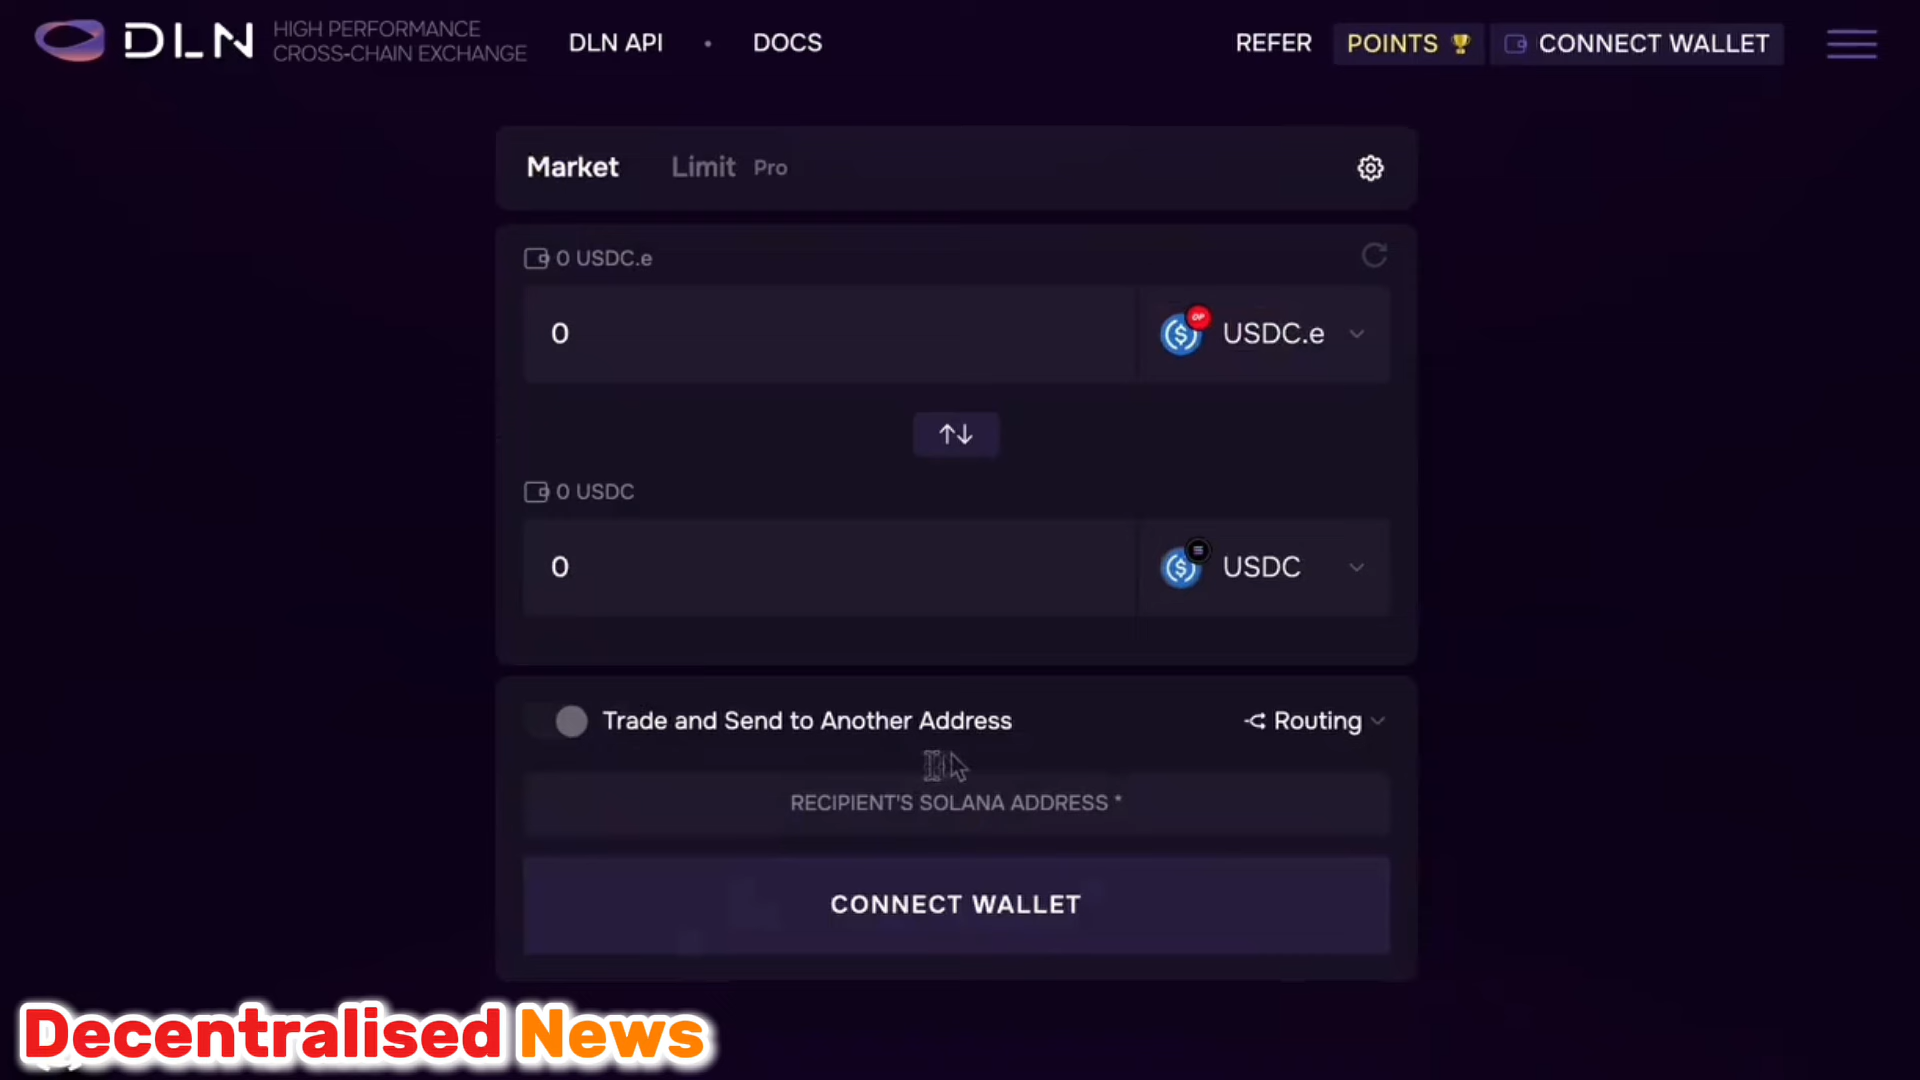 DLN
HIGH PERFORMANCE
CROSS-CHAIN EXCHANGE
DLN API • DOCS
REFER
POINTS
CONNECT WALLET
Market
Limit Pro
0 USDC.e
0
OP
USDC.e
0 USDC
0
USDC
Trade and Send to Another Address
Routing
RECIPIENT'S SOLANA ADDRESS *
CONNECT WALLET
Decentralised News